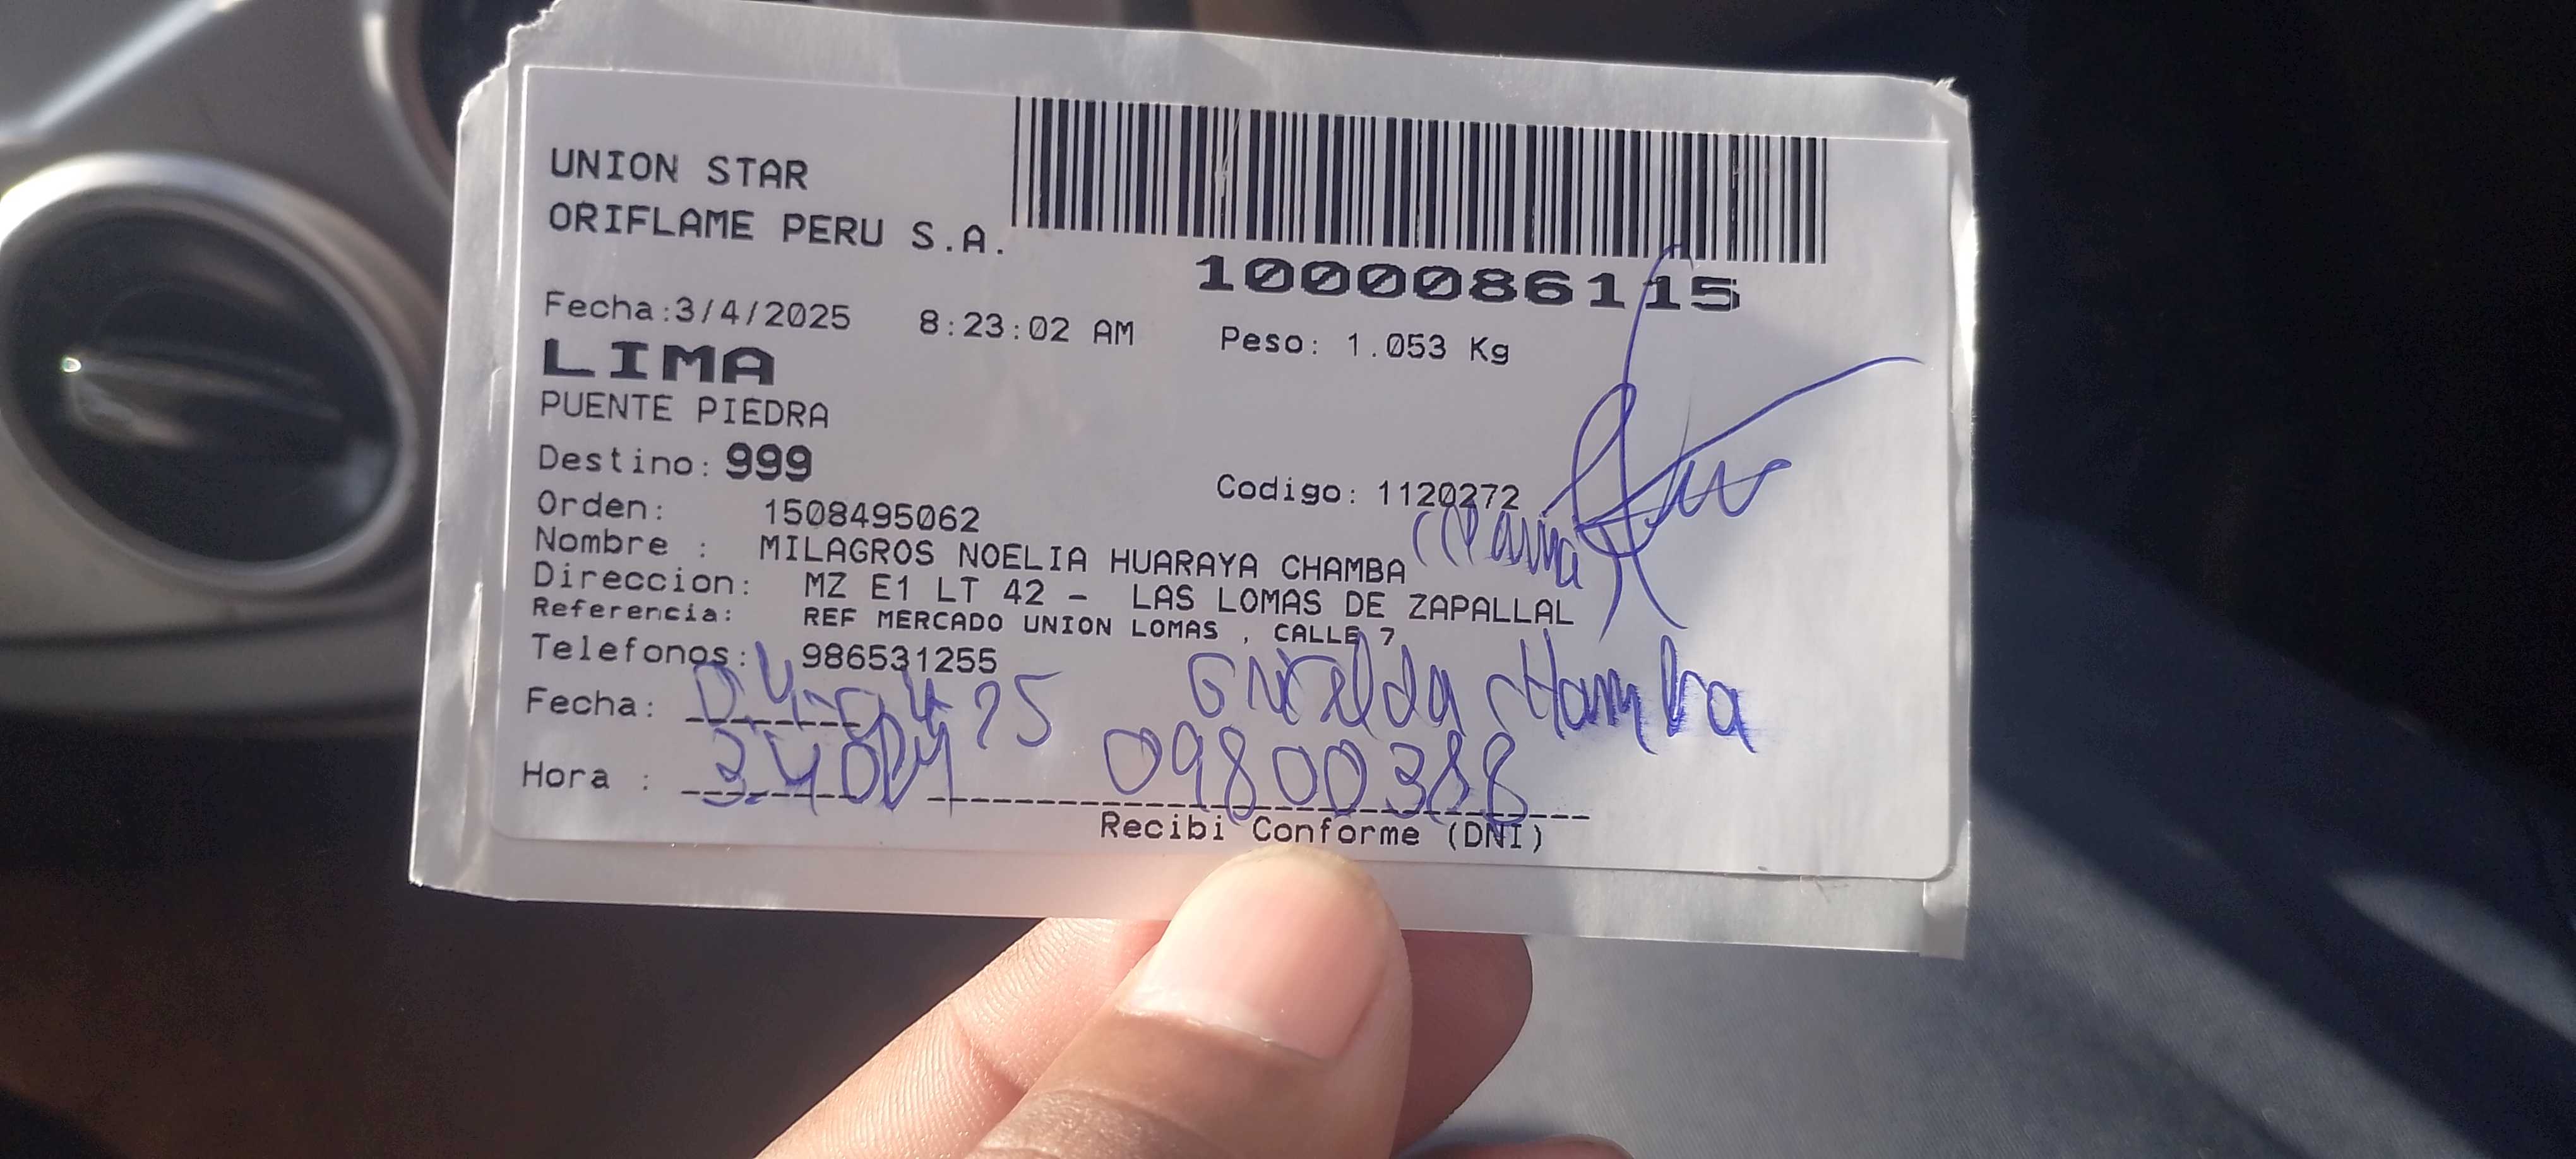 UNION STAR
ORIFLAME PERU S.A.
1000086115
Fecha:3/4/2025 8:23:02 AM Peso: 1.053 Kg
LIMA
PUENTE PIEDRA
Destino: 999
Codigo: 1120272
Orden: 1508495062
Nombre : MILAGROS NOELIA HUARAYA CHAMBA
Direccion: MZ E1 LT 42 - LAS LOMAS DE ZAPALLAL
Referencia: REF MERCADO UNION LOMAS , CALLE 7
Telefonos: 986531255
Fecha: 04-04-25 cHamba
Hora : 09800388
Recibi Conforme (DNI)